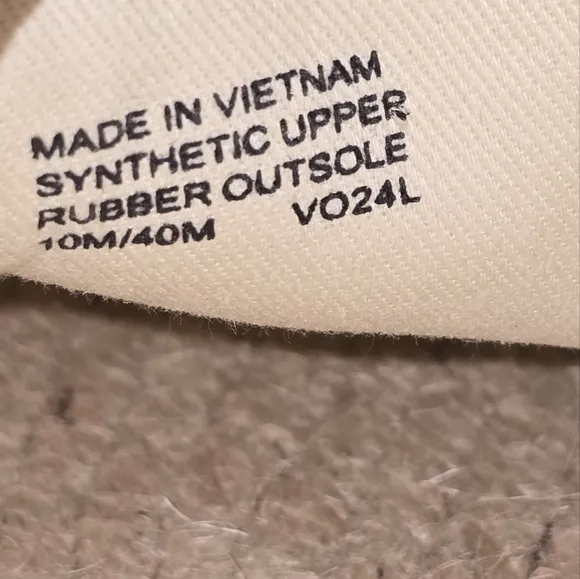 MADE IN VIETNAM
SYNTHETIC UPPER
RUBBER OUTSOLE
10M/40M VO24L